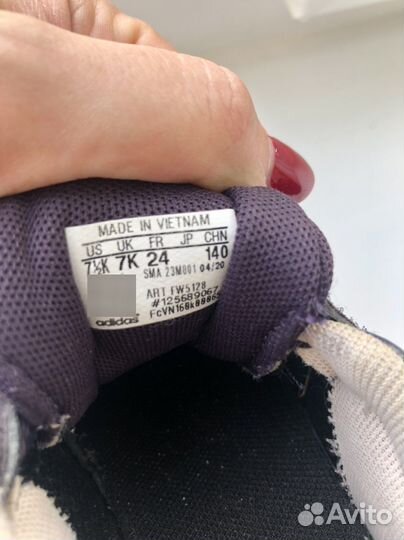 MADE IN VIETNAM
US UK FR JP CHN
7½K 7K 24 140
SMA 23M001 04/20
ART FW5128
#125689067
adidas
Avito